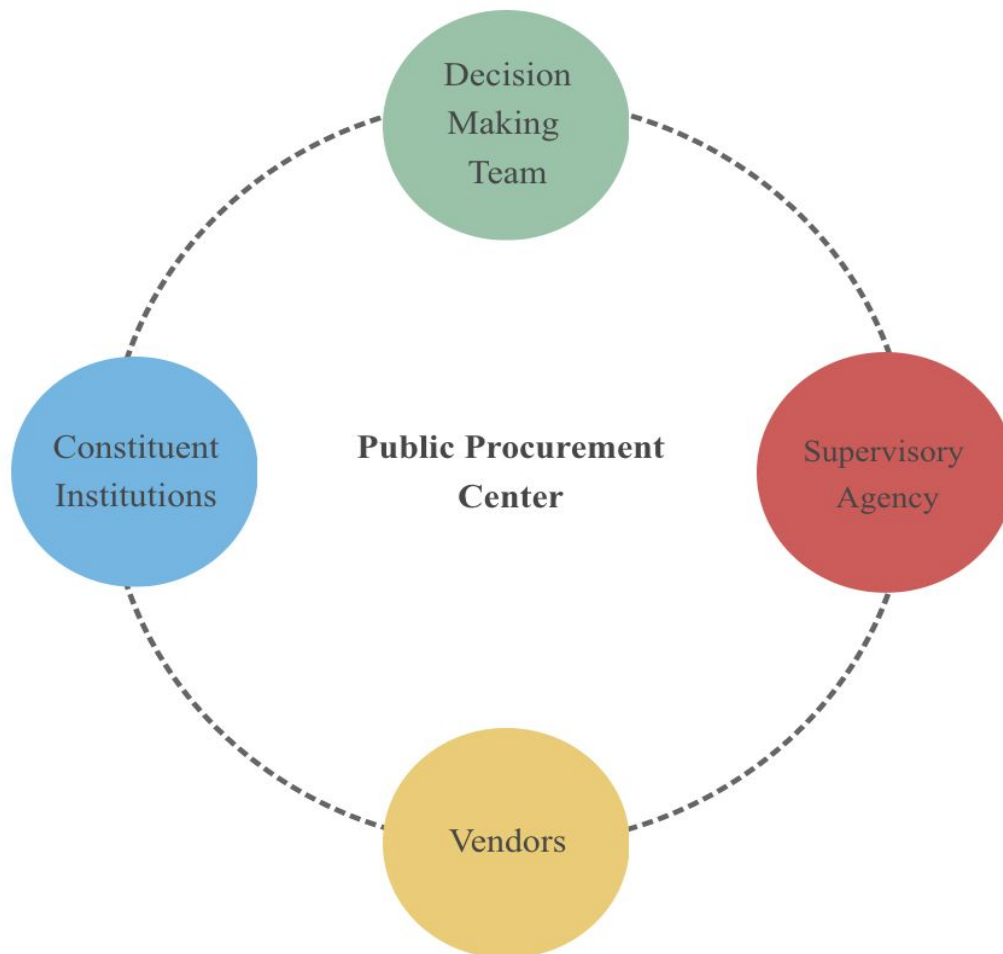 Decision
Making
Team
Constituent
Institutions
Public Procurement
Center
Supervisory
Agency
Vendors